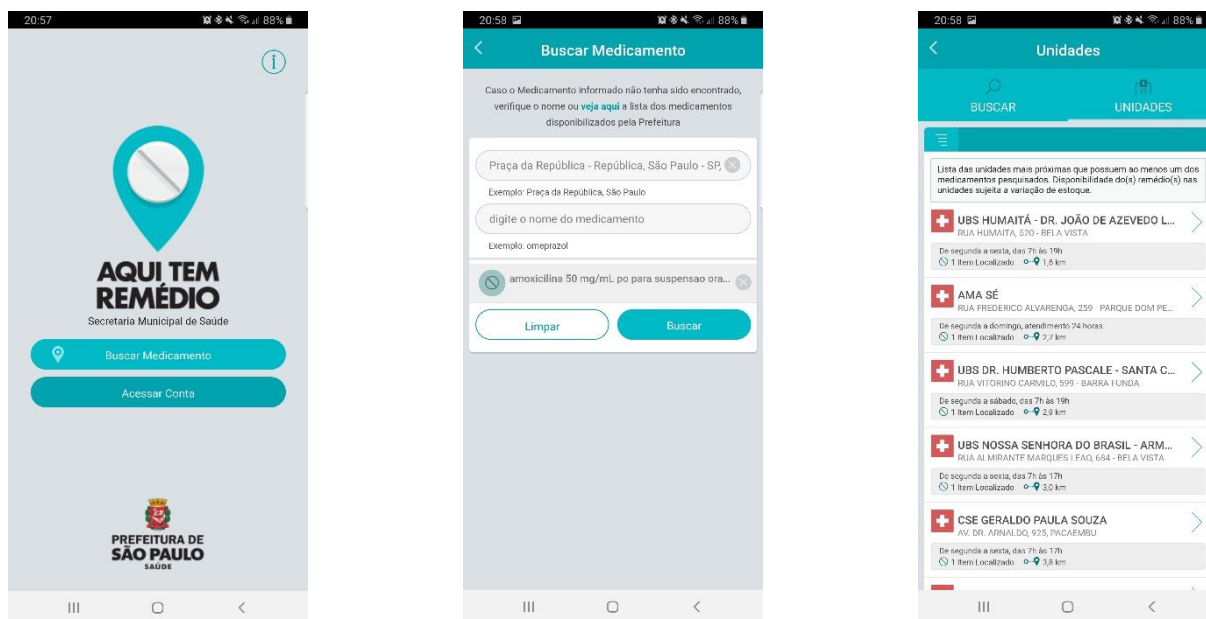 20:57
88%
AQUI TEM
REMÉDIO
Secretaria Municipal de Saúde
Buscar Medicamento
Acessar Conta
PREFEITURA DE
SÃO PAULO
SAÚDE
20:58
88%
Buscar Medicamento
Caso o Medicamento informado não tenha sido encontrado,
verifique o nome ou veja aqui a lista dos medicamentos
disponibilizados pela Prefeitura
Praça da República - República, São Paulo - SP,
Exemplo: Praça da República, São Paulo
digite o nome do medicamento
Exemplo: omeprazol
amoxicilina 50 mg/mL po para suspensao ora...
Limpar
Buscar
20:58
88%
Unidades
BUSCAR
UNIDADES
Lista das unidades mais próximas que possuem ao menos um dos
medicamentos pesquisados. Disponibilidade do(s) remédio(s) nas
unidades sujeita a variação de estoque.
UBS HUMAITÁ - DR. JOÃO DE AZEVEDO L...
RUA HUMAITA, 520 - BELA VISTA
De segunda a sexta, das 7h às 19h
1 Item Localizado 1,6 km
AMA SÉ
RUA FREDERICO ALVARENGA, 259 - PARQUE DOM PE...
De segunda a domingo, atendimento 24 horas
1 Item Localizado 2,7 km
UBS DR. HUMBERTO PASCALE - SANTA C...
RUA VITORINO CARMILO, 599 - BARRA FUNDA
De segunda a sábado, das 7h às 19h
1 Item Localizado 2,9 km
UBS NOSSA SENHORA DO BRASIL - ARM...
RUA ALMIRANTE MARQUES LEAO, 684 - BELA VISTA
De segunda a sexta, das 7h às 17h
1 Item Localizado 3,0 km
CSE GERALDO PAULA SOUZA
AV. DR. ARNALDO, 925, PACAEMBU
De segunda a sexta, das 7h às 17h
1 Item Localizado 3,8 km